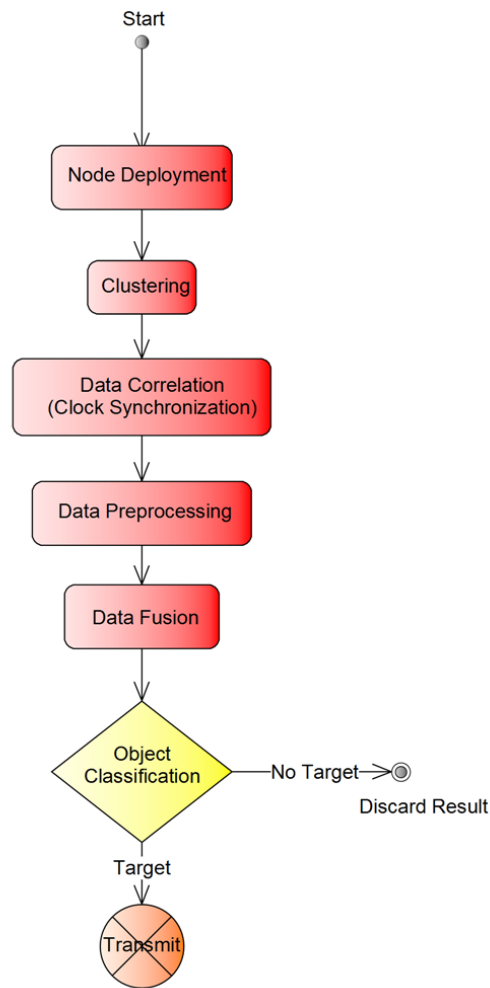 Start
Node Deployment
Clustering
Data Correlation
(Clock Synchronization)
Data Preprocessing
Data Fusion
Object
Classification
No Target
Discard Result
Target
Transmit